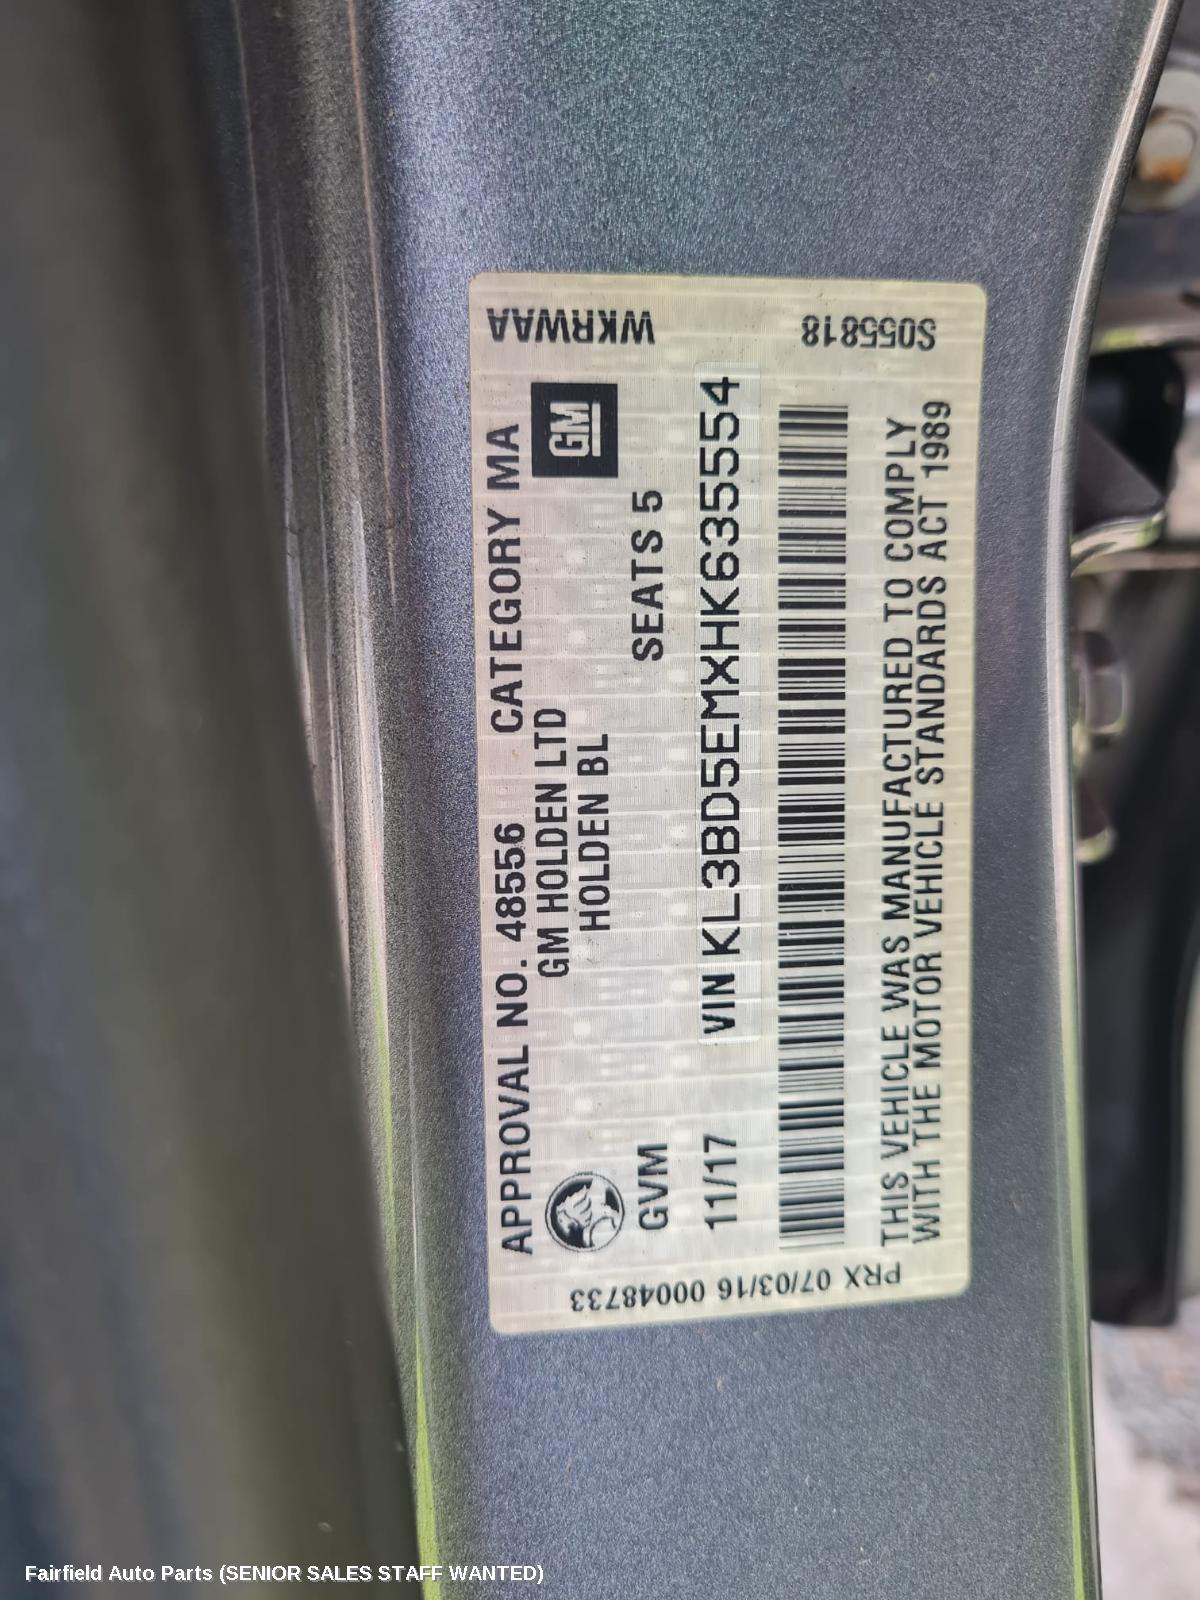 APPROVAL NO. 48556 CATEGORY MA
GM HOLDEN LTD
HOLDEN BL
GM
GVM SEATS 5
11/17 VIN KL3BD5EMXHK635554
THIS VEHICLE WAS MANUFACTURED TO COMPLY
WITH THE MOTOR VEHICLE STANDARDS ACT 1989
WKRWAA
S055818
PRX 07/03/16 00048733
Fairfield Auto Parts (SENIOR SALES STAFF WANTED)